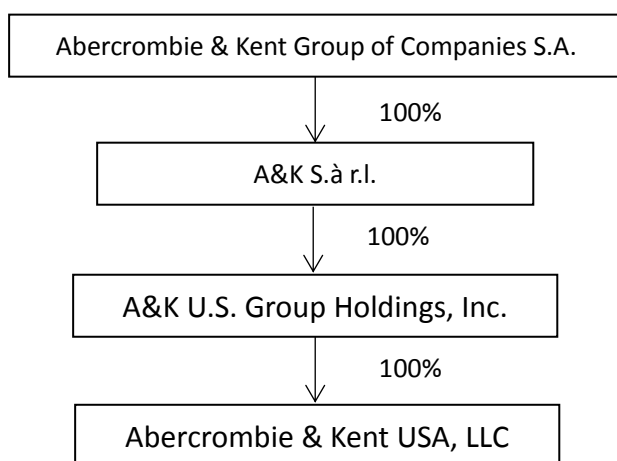 Abercrombie & Kent Group of Companies S.A.
100%
A&K S.à r.l.
100%
A&K U.S. Group Holdings, Inc.
100%
Abercrombie & Kent USA, LLC